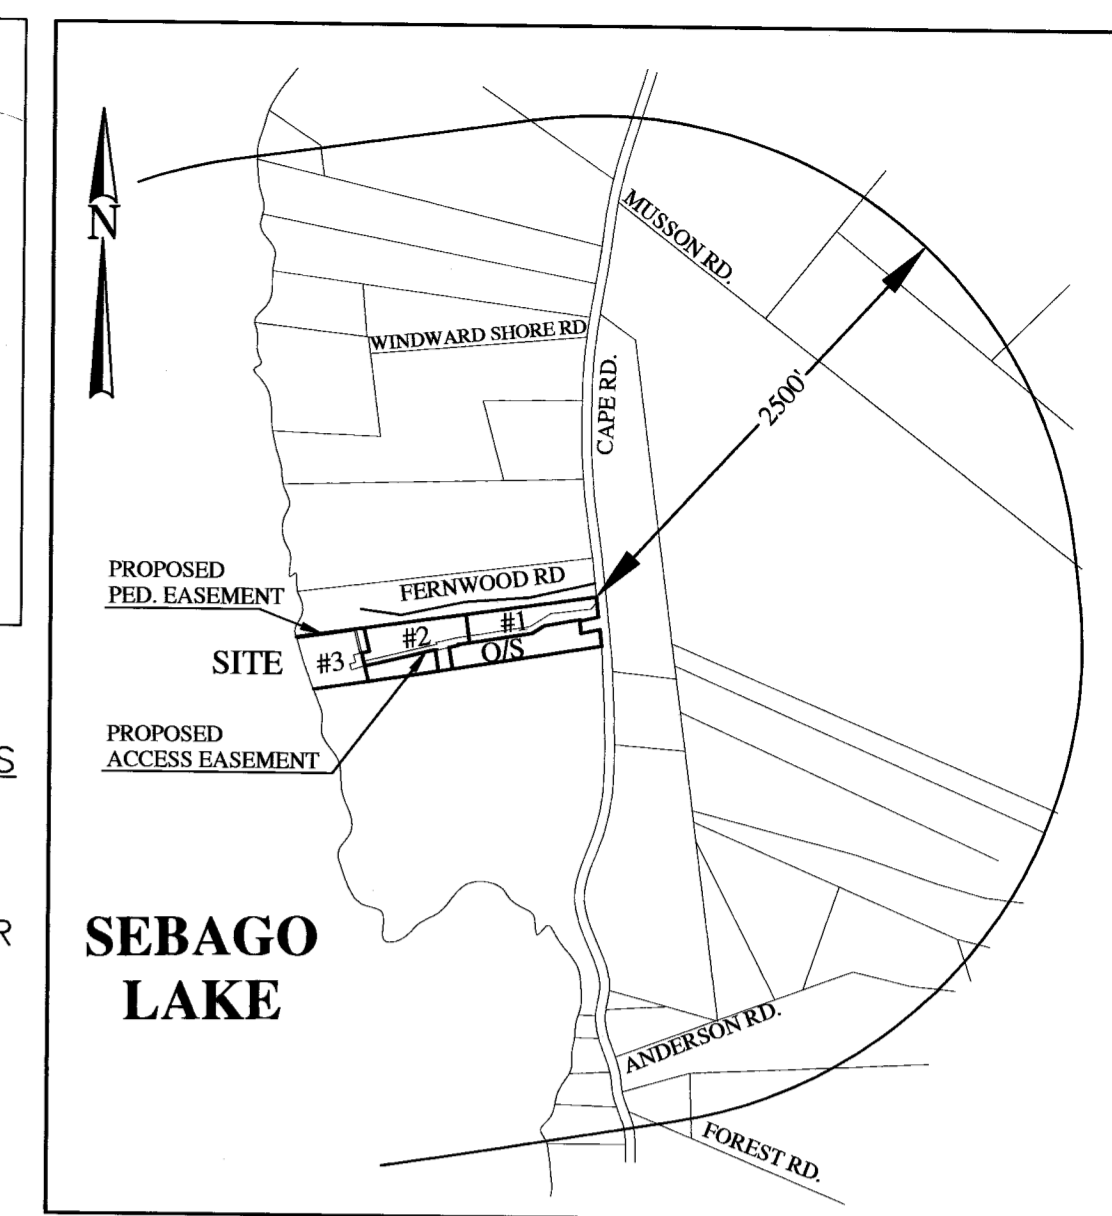 N
MUSSON RD.
WINDWARD SHORE RD
CAPE RD.
2500'
PROPOSED
PED. EASEMENT
FERNWOOD RD
#1
#2
O/S
SITE
#3
PROPOSED
ACCESS EASEMENT
S
R
SEBAGO
LAKE
ANDERSON RD.
FOREST RD.